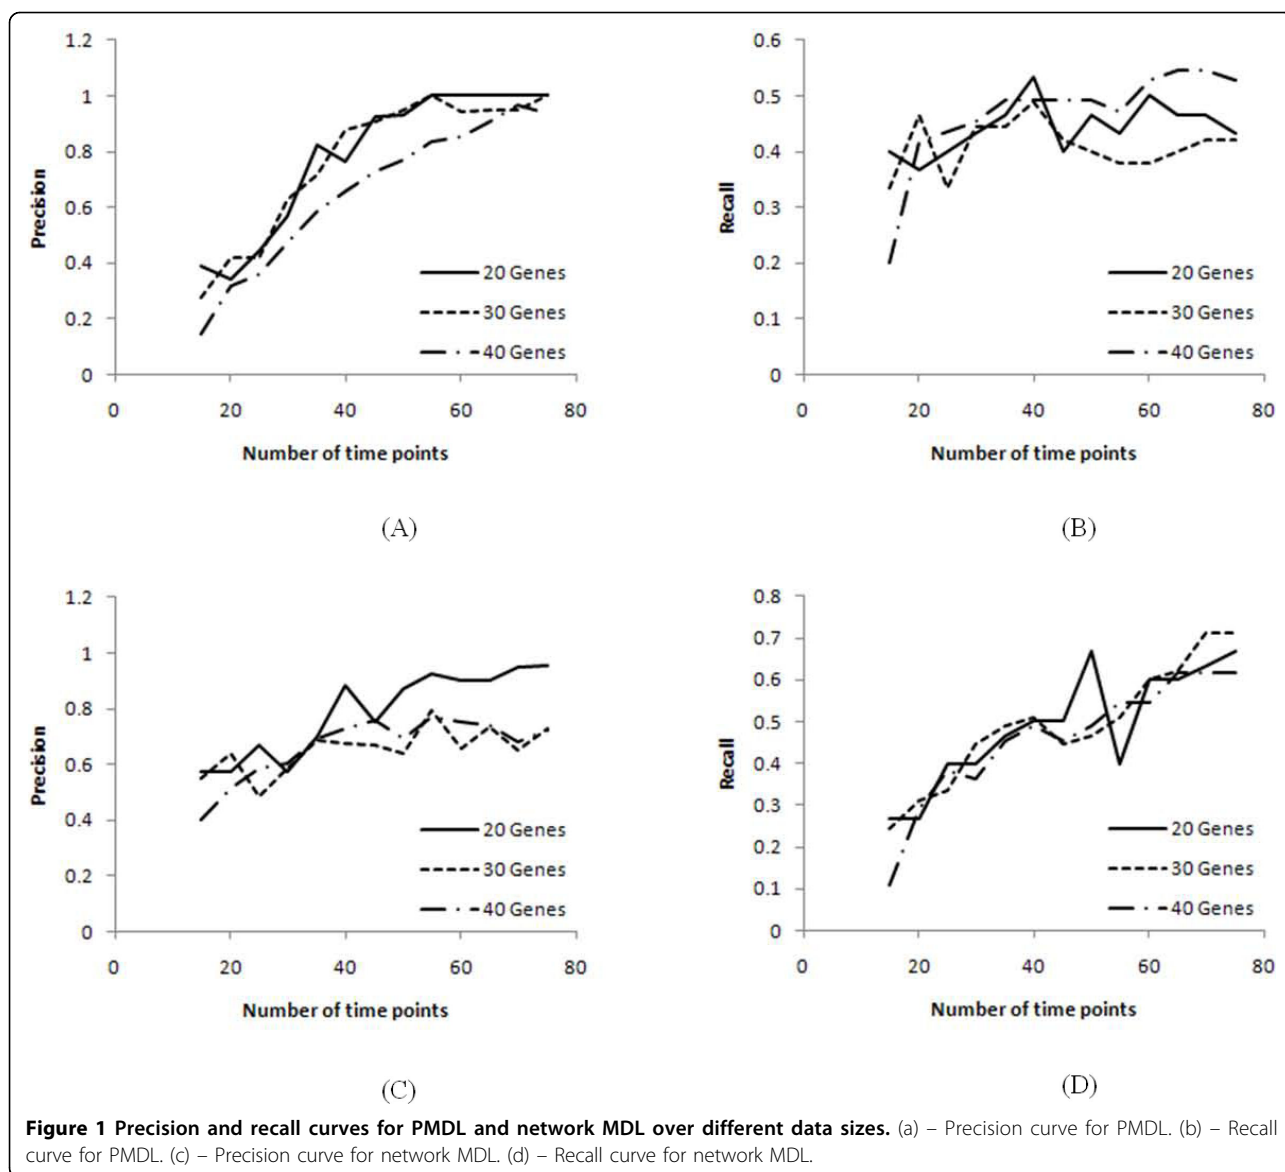 1.2
1
0.8
0.6
0.4
0.2
0
Precision
0 20 40 60 80
Number of time points
20 Genes
30 Genes
40 Genes
(A)
0.6
0.5
0.4
0.3
0.2
0.1
0
Recall
0 20 40 60 80
Number of time points
20 Genes
30 Genes
40 Genes
(B)
1.2
1
0.8
0.6
0.4
0.2
0
Precision
0 20 40 60 80
Number of time points
20 Genes
30 Genes
40 Genes
(C)
0.8
0.7
0.6
0.5
0.4
0.3
0.2
0.1
0
Recall
0 20 40 60 80
Number of time points
20 Genes
30 Genes
40 Genes
(D)
Figure 1 Precision and recall curves for PMDL and network MDL over different data sizes. (a) – Precision curve for PMDL. (b) – Recall
curve for PMDL. (c) – Precision curve for network MDL. (d) – Recall curve for network MDL.